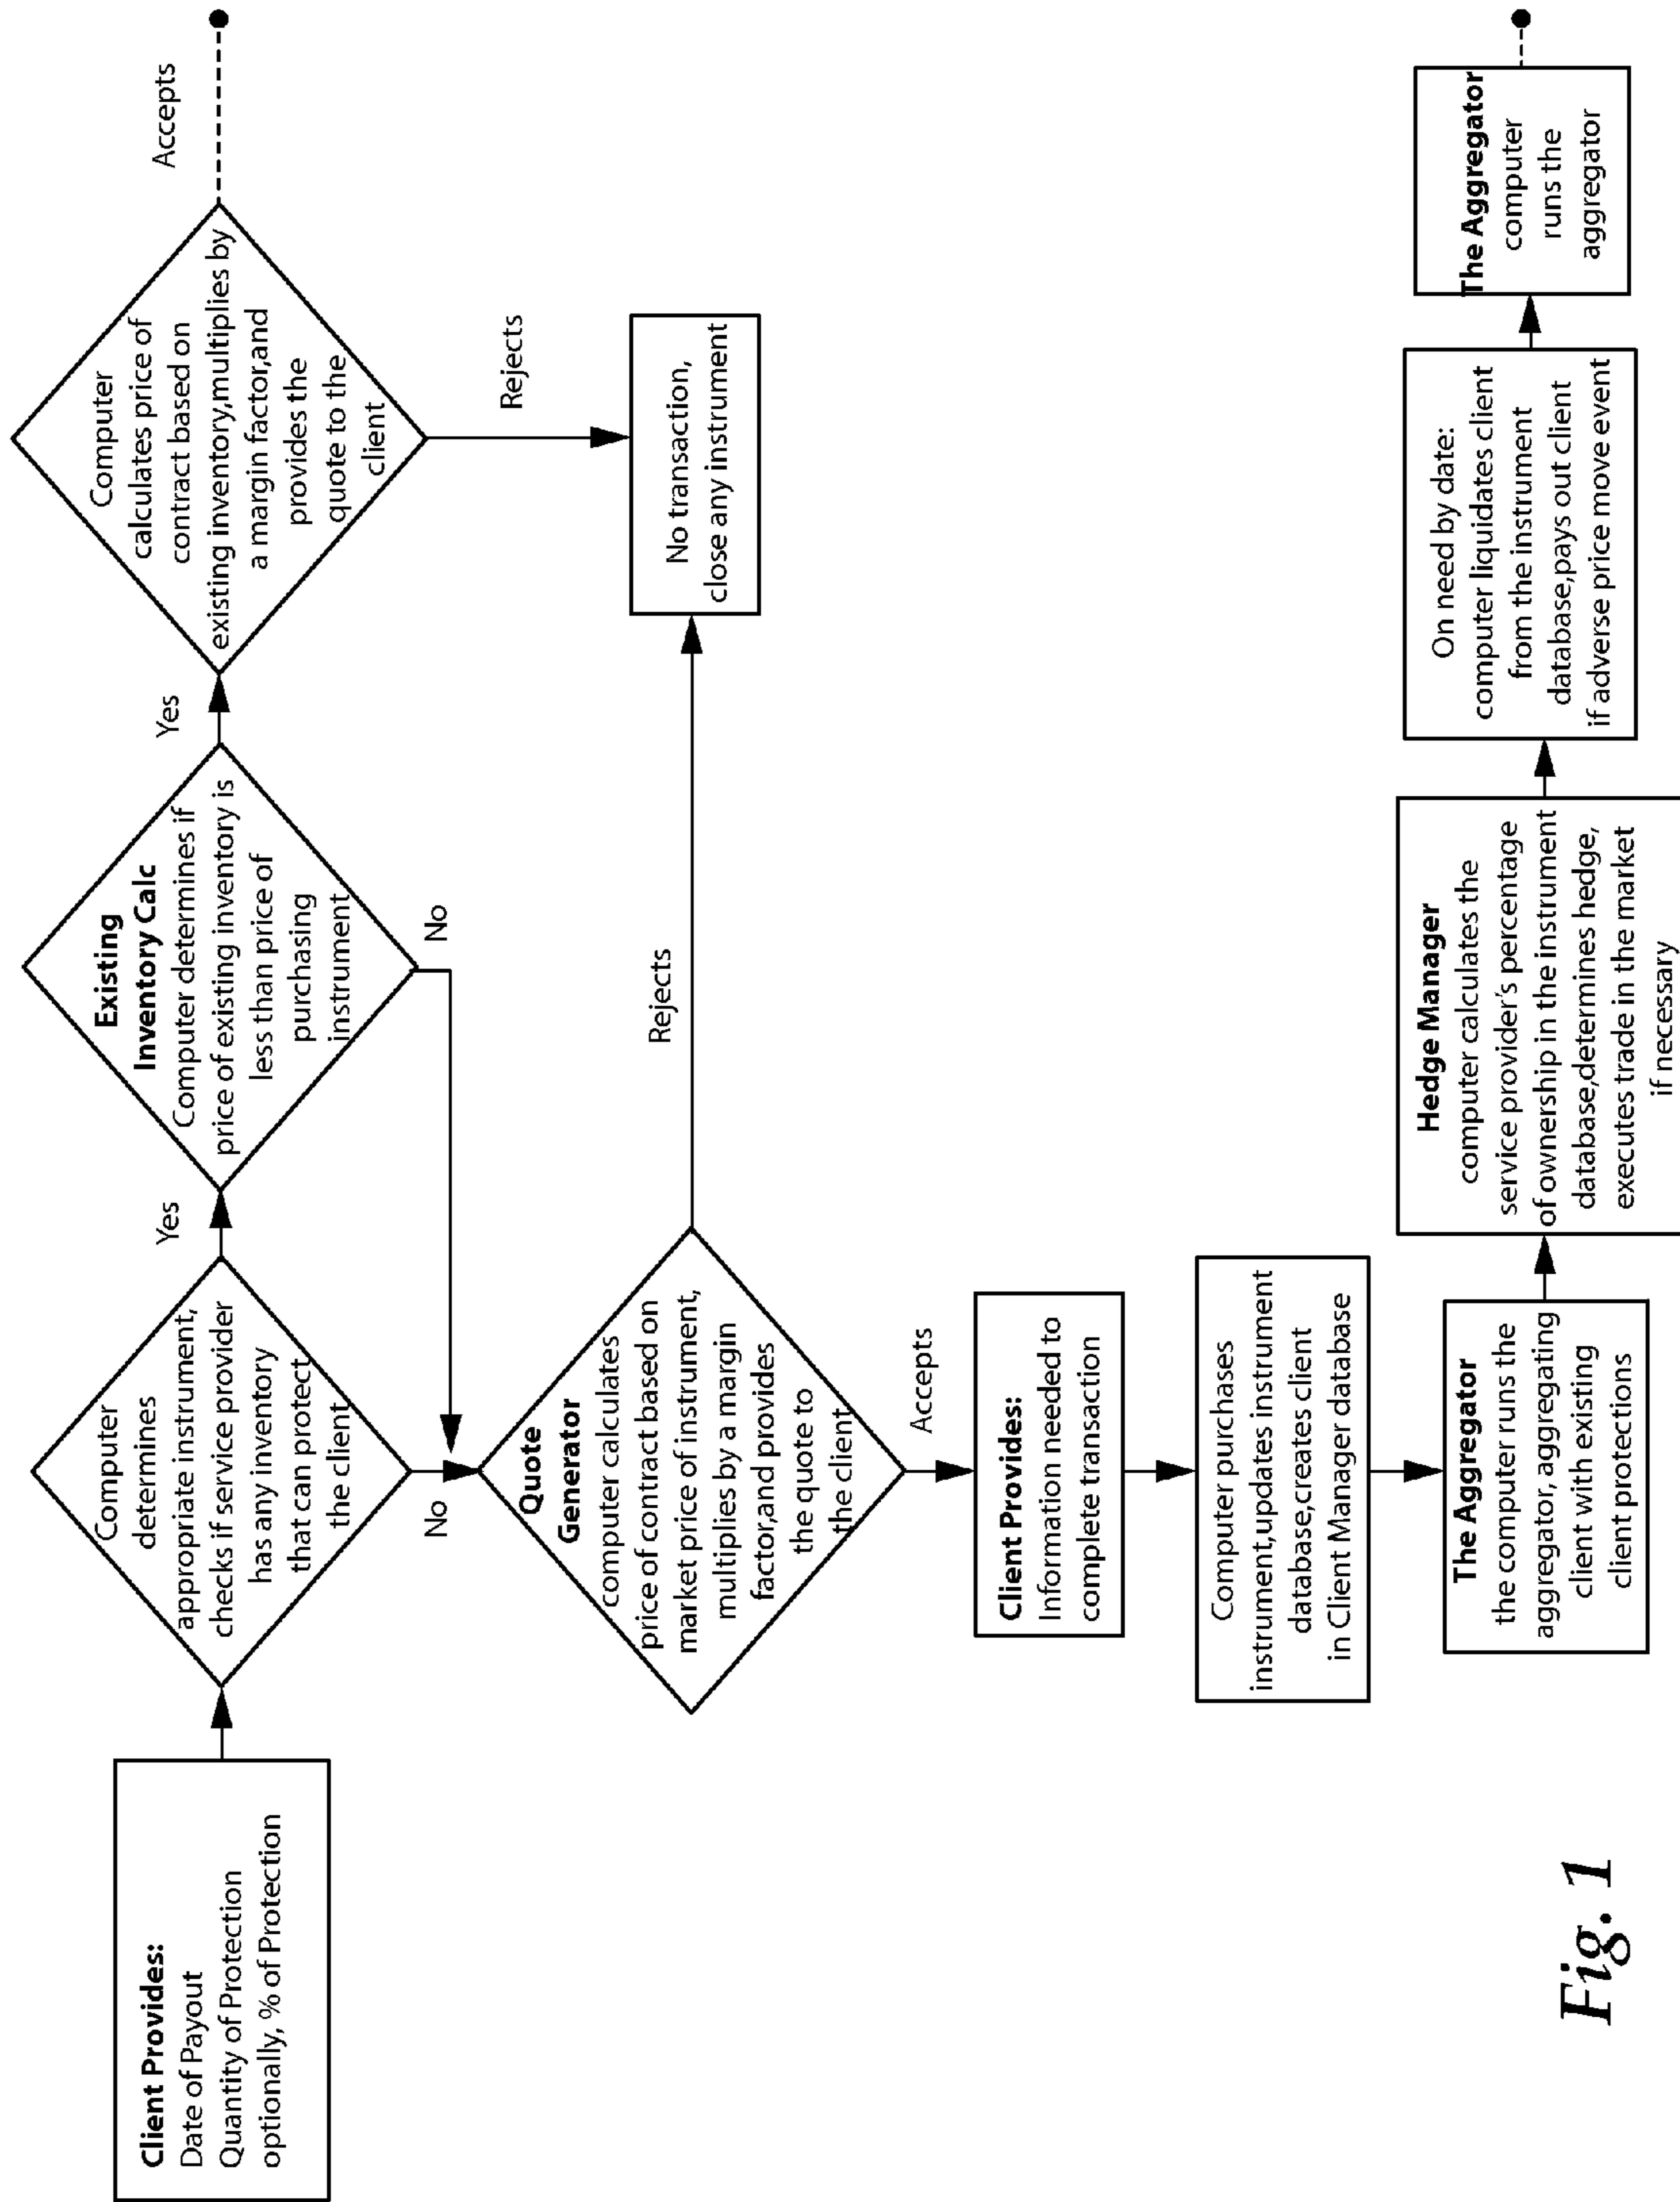 Client Provides:
Date of Payout
Quantity of Protection
optionally, % of Protection
Computer
determines
appropriate instrument,
checks if service provider
has any inventory
that can protect
the client
Yes
No
Existing
Inventory Calc
Computer determines if
price of existing inventory is
less than price of
purchasing
instrument
Yes
No
Computer
calculates price of
contract based on
existing inventory,multiplies by
a margin factor,and
provides the
quote to the
client
Accepts
Rejects
Quote
Generator
computer calculates
price of contract based on
market price of instrument,
multiplies by a margin
factor,and provides
the quote to
the client
Rejects
Accepts
No transaction,
close any instrument
Client Provides:
Information needed to
complete transaction
Computer purchases
instrument,updates instrument
database,creates client
in Client Manager database
The Aggregator
the computer runs the
aggregator, aggregating
client with existing
client protections
Hedge Manager
computer calculates the
service provider's percentage
of ownership in the instrument
database,determines hedge,
executes trade in the market
if necessary
On need by date:
computer liquidates client
from the instrument
database,pays out client
if adverse price move event
The Aggregator
computer
runs the
aggregator
Fig. 1